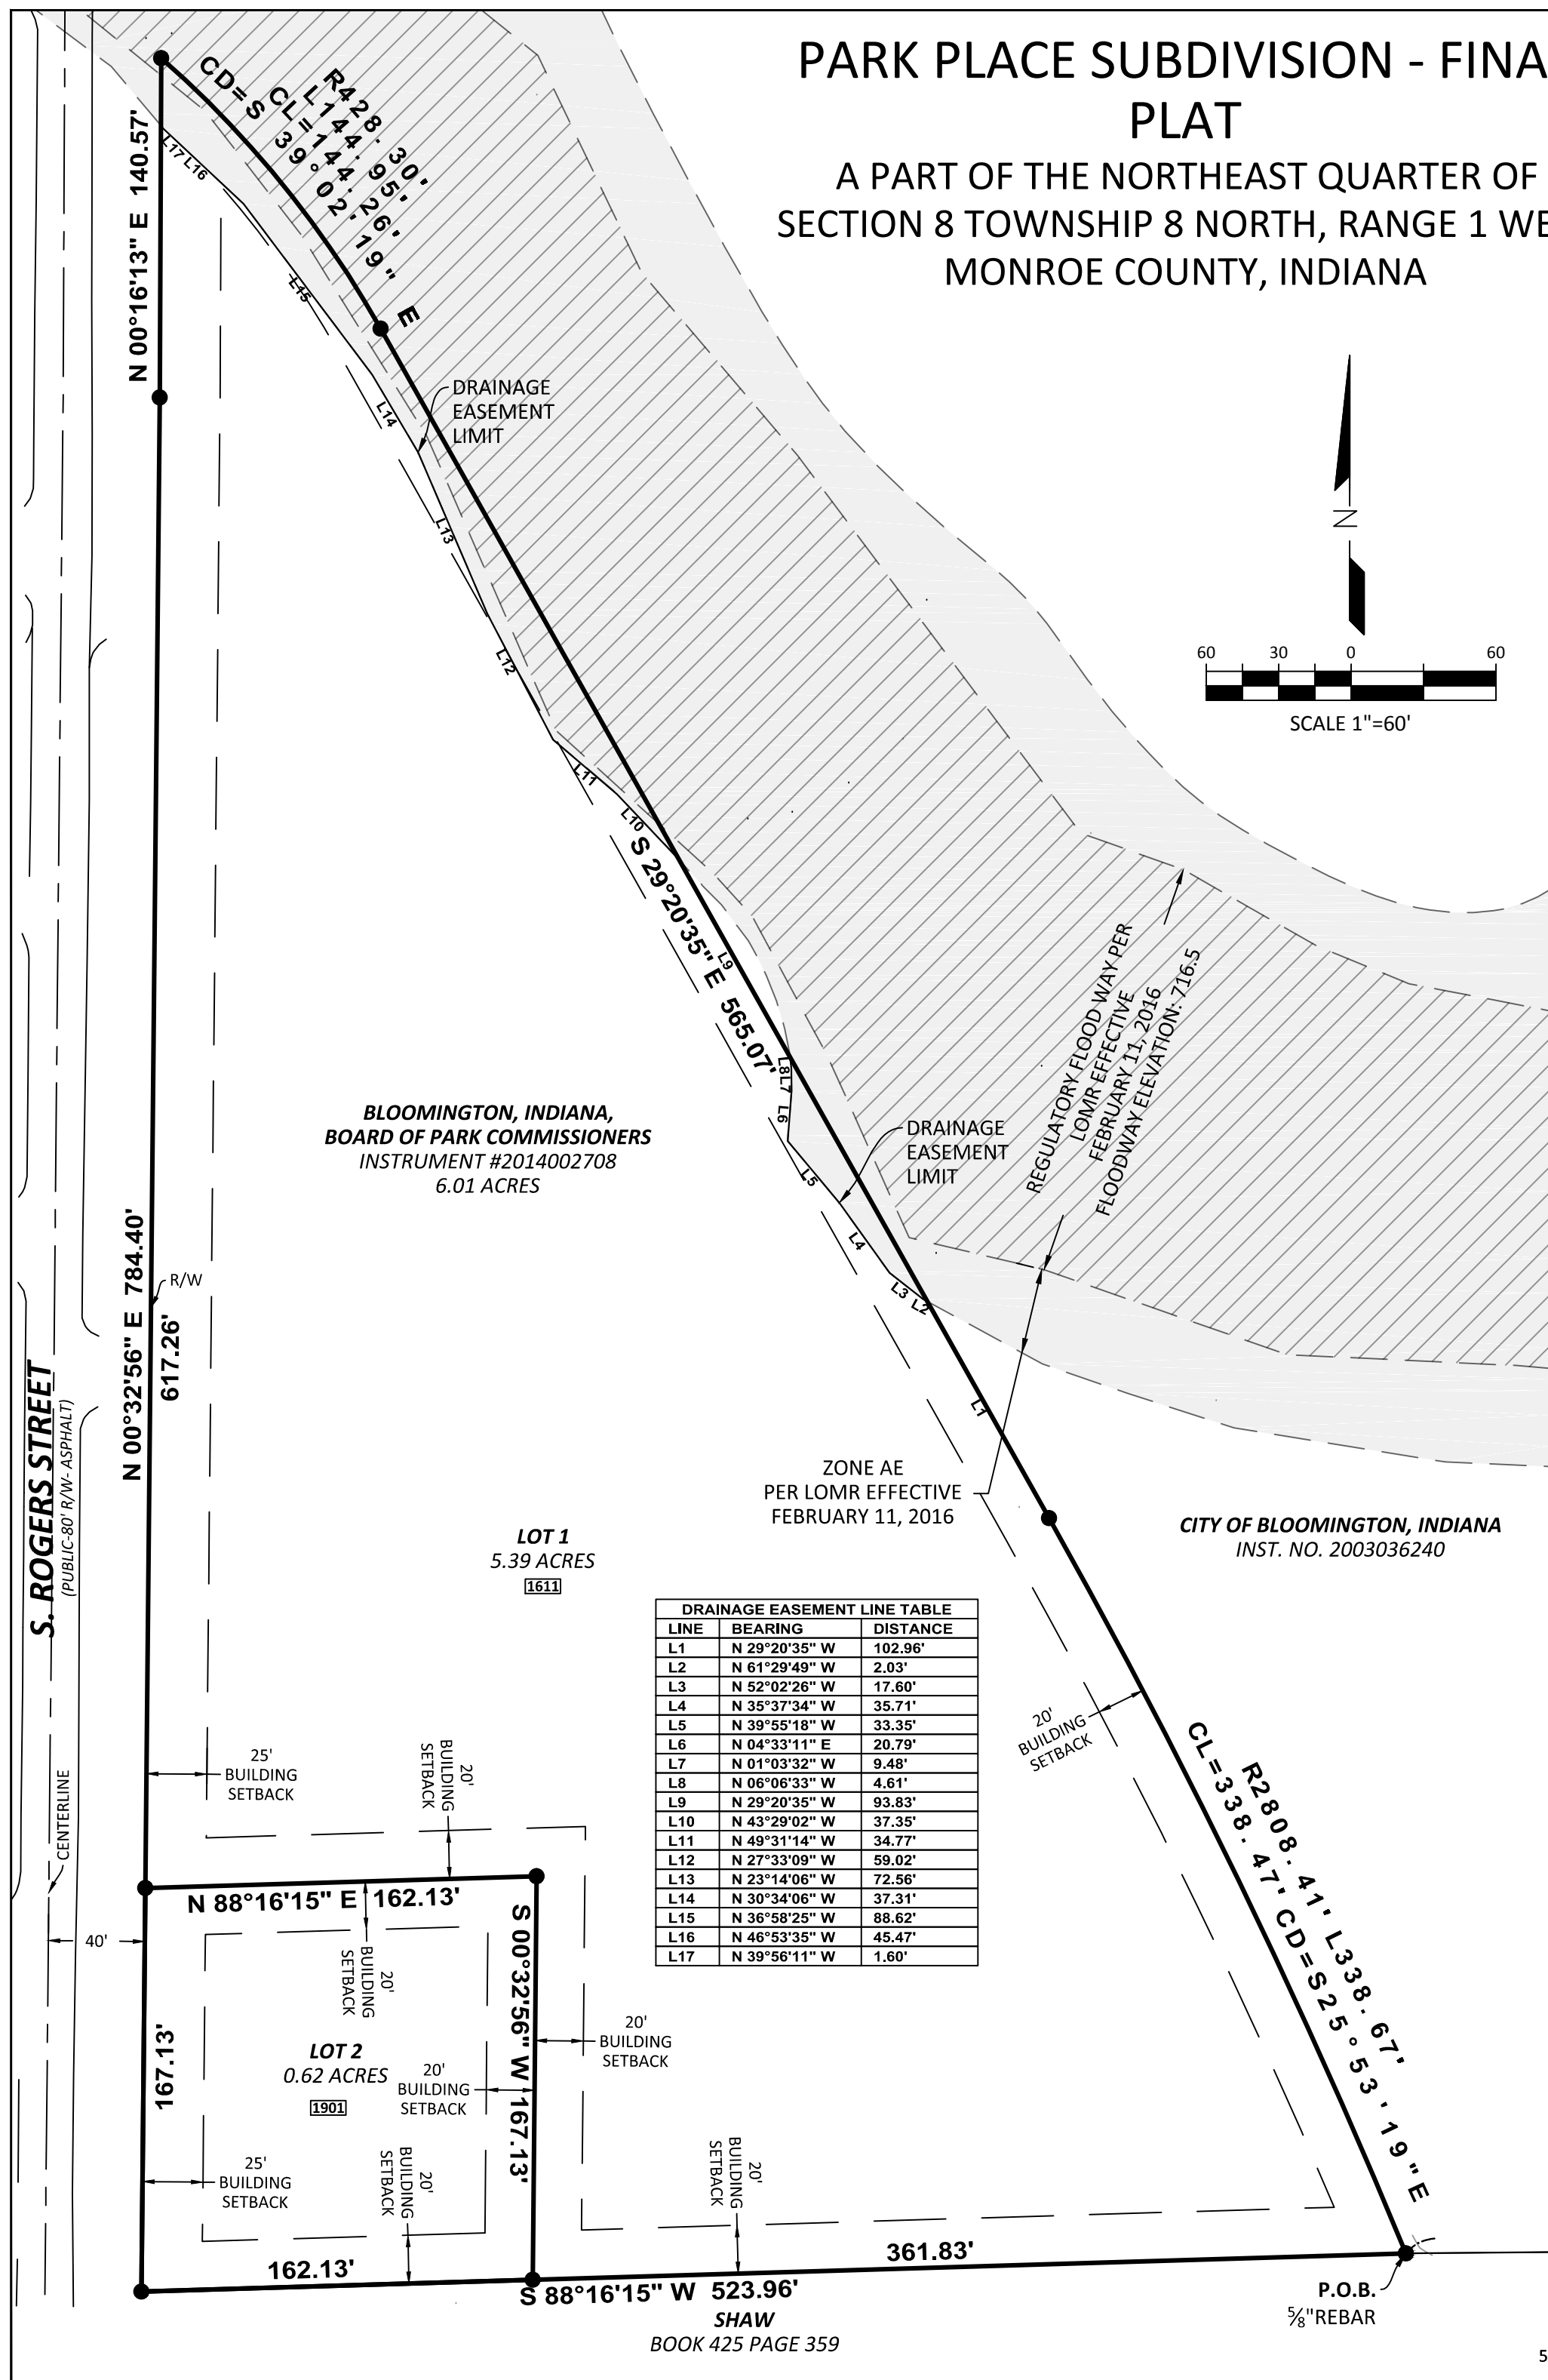 PARK PLACE SUBDIVISION - FINA
PLAT
A PART OF THE NORTHEAST QUARTER OF
SECTION 8 TOWNSHIP 8 NORTH, RANGE 1 WE
MONROE COUNTY, INDIANA
R428.30'
L144.95'
CL=144.26'
CD=S 39°02'19" E
N 00°16'13" E 140.57'
L17
L16
L15
L14
L13
L12
L11
L10
L9
L8
L7
L6
L5
L4
L3
L2
L1
DRAINAGE
EASEMENT
LIMIT
N
60 30 0 60
SCALE 1"=60'
S 29°20'35" E 565.07'
REGULATORY FLOOD WAY PER
LOMR EFFECTIVE
FEBRUARY 11, 2016
FLOODWAY ELEVATION: 716.5
BLOOMINGTON, INDIANA,
BOARD OF PARK COMMISSIONERS
INSTRUMENT #2014002708
6.01 ACRES
DRAINAGE
EASEMENT
LIMIT
N 00°32'56" E 784.40'
R/W
617.26'
S. ROGERS STREET
(PUBLIC-80' R/W- ASPHALT)
ZONE AE
PER LOMR EFFECTIVE
FEBRUARY 11, 2016
CITY OF BLOOMINGTON, INDIANA
INST. NO. 2003036240
LOT 1
5.39 ACRES
1611
DRAINAGE EASEMENT LINE TABLE
LINE BEARING DISTANCE
L1 N 29°20'35" W 102.96'
L2 N 61°29'49" W 2.03'
L3 N 52°02'26" W 17.60'
L4 N 35°37'34" W 35.71'
L5 N 39°55'18" W 33.35'
L6 N 04°33'11" E 20.79'
L7 N 01°03'32" W 9.48'
L8 N 06°06'33" W 4.61'
L9 N 29°20'35" W 93.83'
L10 N 43°29'02" W 37.35'
L11 N 49°31'14" W 34.77'
L12 N 27°33'09" W 59.02'
L13 N 23°14'06" W 72.56'
L14 N 30°34'06" W 37.31'
L15 N 36°58'25" W 88.62'
L16 N 46°53'35" W 45.47'
L17 N 39°56'11" W 1.60'
20'
BUILDING
SETBACK
R2808.41' L338.67'
CL=338.47' CD=S25°53'19"E
25'
BUILDING
SETBACK
20'
BUILDING
SETBACK
CENTERLINE
40'
N 88°16'15" E 162.13'
S 00°32'56" W 167.13'
20'
BUILDING
SETBACK
20'
BUILDING
SETBACK
167.13'
LOT 2
0.62 ACRES
1901
20'
BUILDING
SETBACK
25'
BUILDING
SETBACK
20'
BUILDING
SETBACK
20'
BUILDING
SETBACK
162.13'
361.83'
S 88°16'15" W 523.96'
SHAW
BOOK 425 PAGE 359
P.O.B.
⅝"REBAR
5